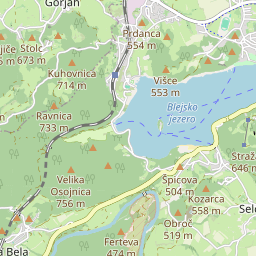 Gorjan
Prdanca
554 m
jiče
Stolc
673 m
Kuhovnica
714 m
Višce
553 m
Blejsko
jezero
Ravnica
733 m
Straž
646 m
Velika
Osojnica
756 m
Špicova
504 m
Kozarca
558 m
Sel
Obroč
519 m
a Bela
Ferteva
474 m